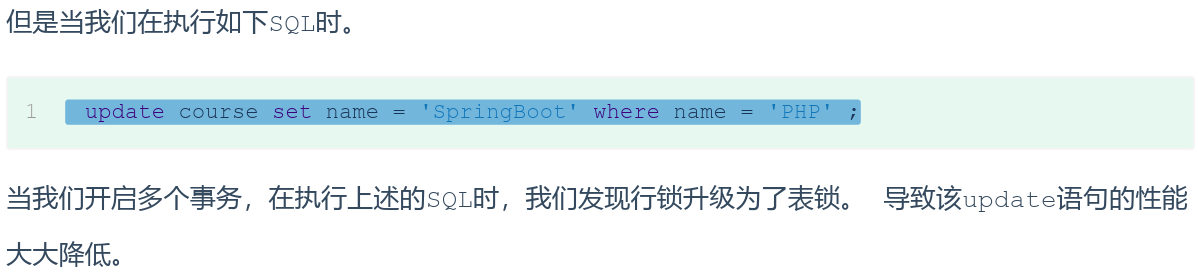 但是当我们在执行如下SQL时。
1 update course set name = 'SpringBoot' where name = 'PHP' ;
当我们开启多个事务，在执行上述的SQL时，我们发现行锁升级为了表锁。 导致该update语句的性能
大大降低。